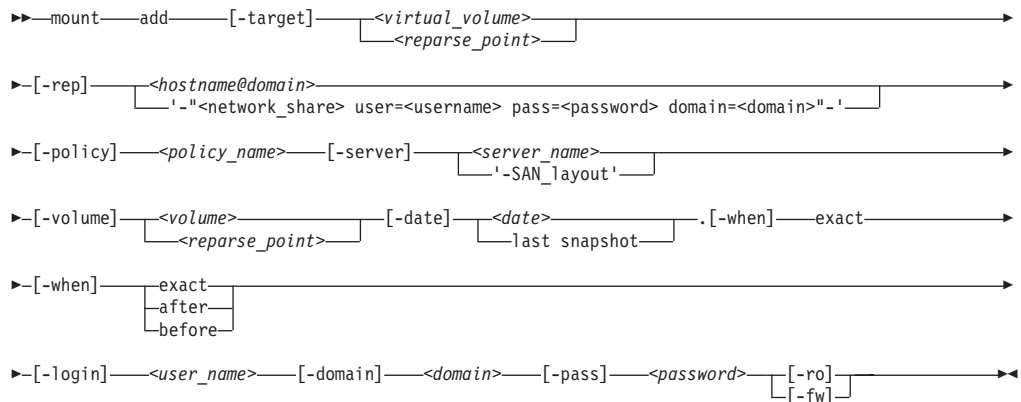 mount add [-target] <virtual_volume>
<reparse_point>
[-rep] <hostname@domain>
'-"<network_share> user=<username> pass=<password> domain=<domain>"-'
[-policy] <policy_name> [-server] <server_name>
'-SAN_layout'
[-volume] <volume> [-date] <date> .[-when] exact
<reparse_point> last snapshot
[-when] exact
after
before
[-login] <user_name> [-domain] <domain> [-pass] <password> [-ro]
[-fw]